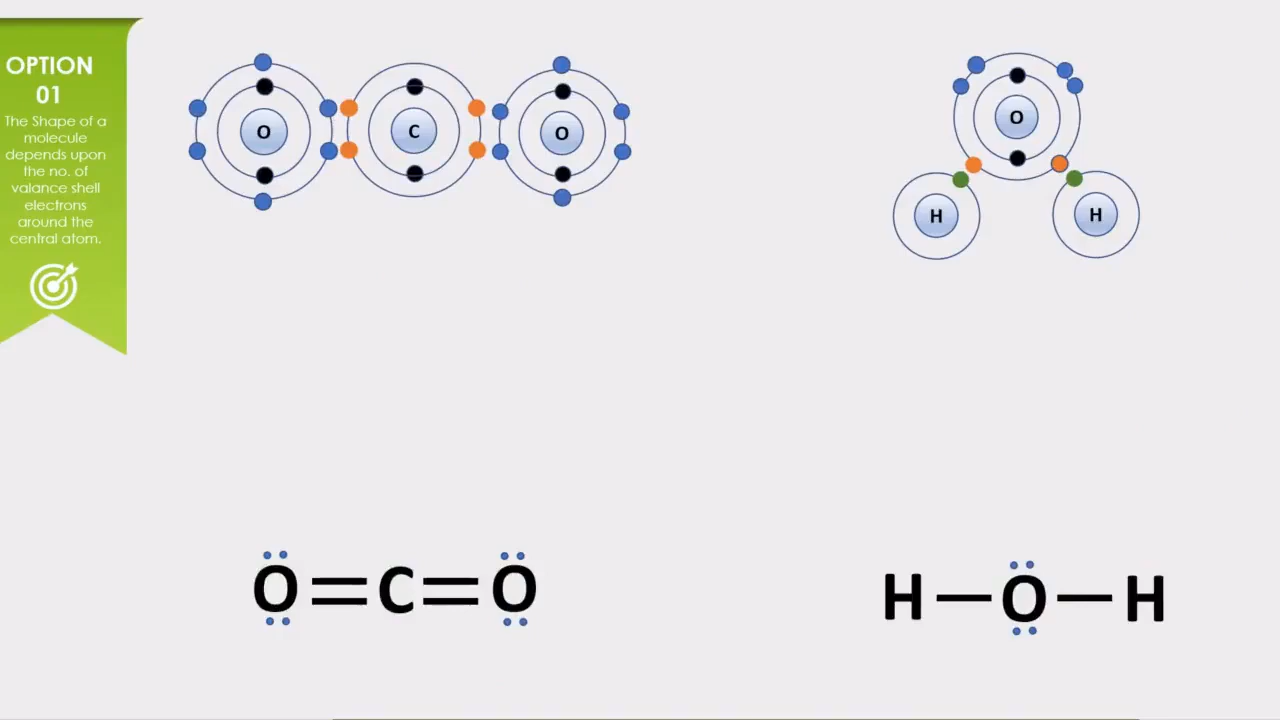 OPTION
01
The Shape of a
molecule
depends upon
the no. of
valance shell
electrons
around the
central atom.
O C O
O
H H
O=C=O
H—O—H